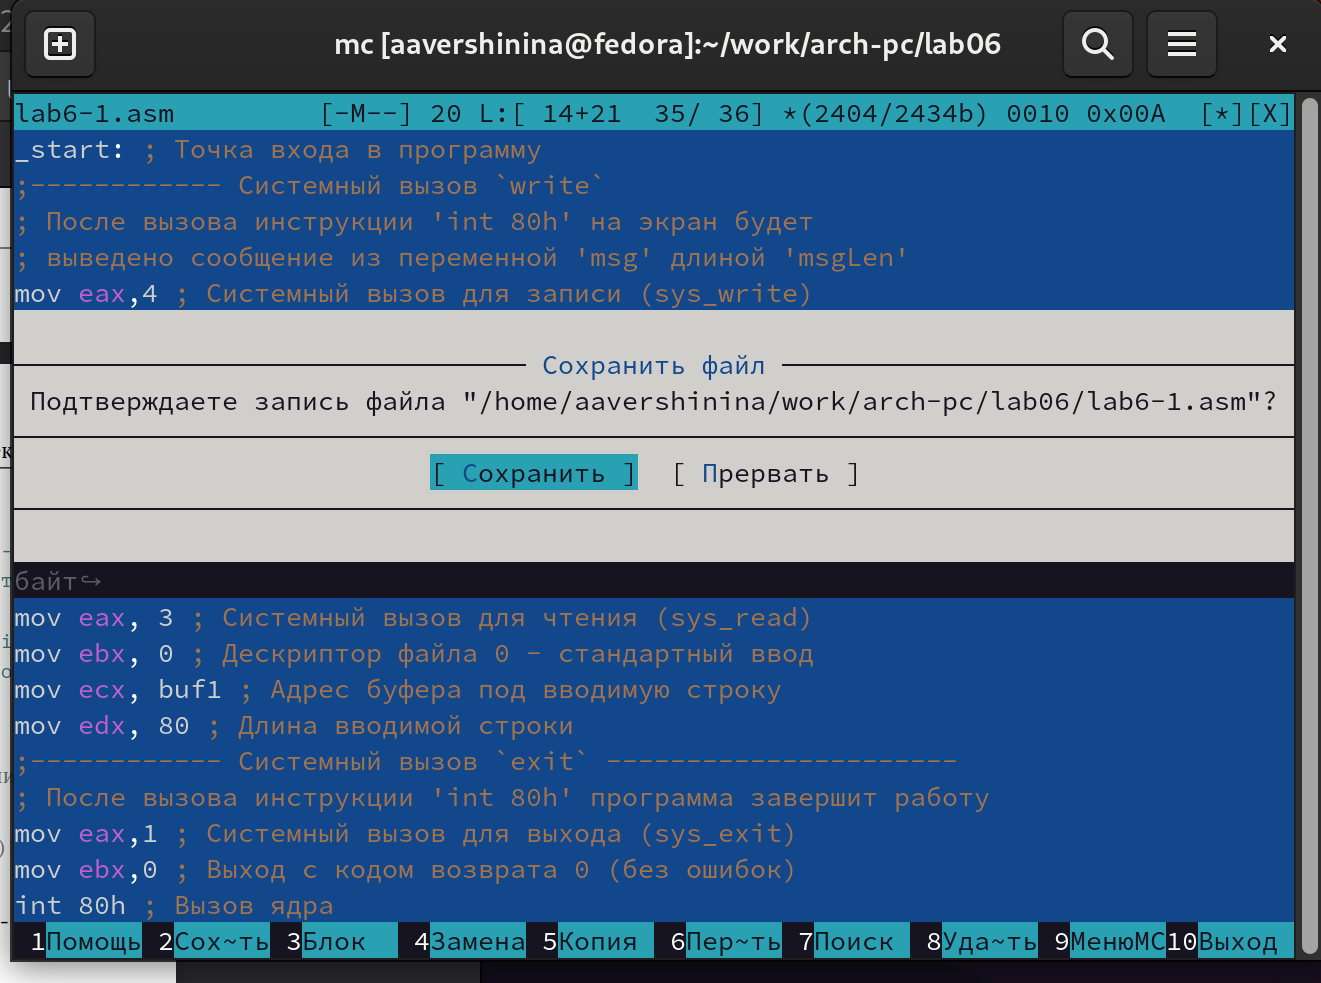 mc [aavershinina@fedora]:~/work/arch-pc/lab06
lab6-1.asm [-M--] 20 L:[ 14+21 35/ 36] *(2404/2434b) 0010 0x00A [*][X]
_start: ; Точка входа в программу
;------------ Системный вызов `write`
; После вызова инструкции 'int 80h' на экран будет
; выведено сообщение из переменной 'msg' длиной 'msgLen'
mov eax,4 ; Системный вызов для записи (sys_write)
Сохранить файл
Подтверждаете запись файла "/home/aavershinina/work/arch-pc/lab06/lab6-1.asm"?
[ Сохранить ] [ Прервать ]
байт↪
mov eax, 3 ; Системный вызов для чтения (sys_read)
mov ebx, 0 ; Дескриптор файла 0 - стандартный ввод
mov ecx, buf1 ; Адрес буфера под вводимую строку
mov edx, 80 ; Длина вводимой строки
;------------ Системный вызов `exit` ----------------------
; После вызова инструкции 'int 80h' программа завершит работу
mov eax,1 ; Системный вызов для выхода (sys_exit)
mov ebx,0 ; Выход с кодом возврата 0 (без ошибок)
int 80h ; Вызов ядра
1Помощь 2Сох~ть 3Блок 4Замена 5Копия 6Пер~ть 7Поиск 8Уда~ть 9МенюМС10Выход